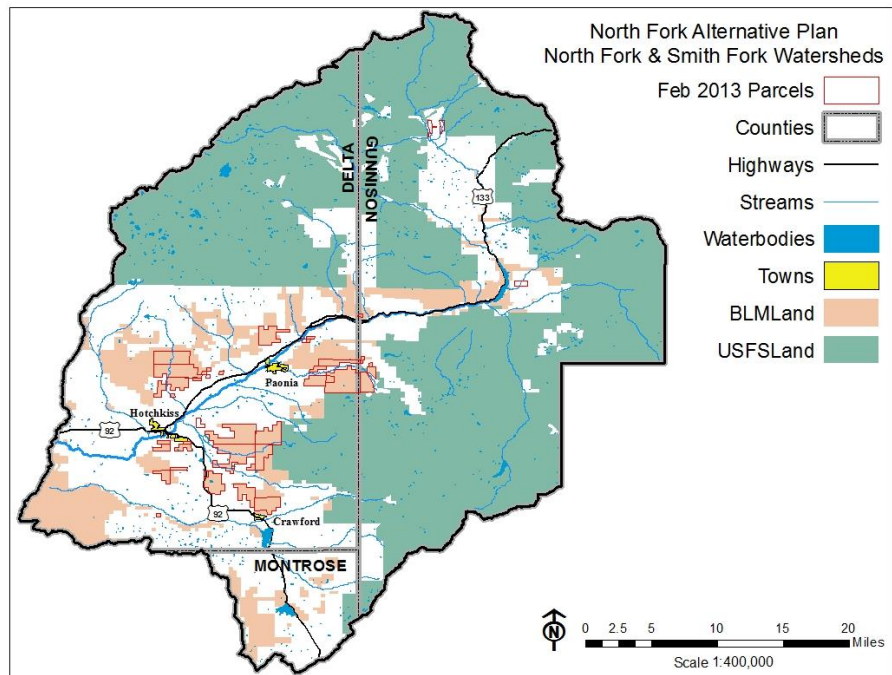 North Fork Alternative Plan
North Fork & Smith Fork Watersheds
Feb 2013 Parcels
Counties
Highways
Streams
Waterbodies
Towns
BLMLand
USFSLand
DELTA
GUNNISON
133
Paonia
Hotchkiss
92
92
Crawford
MONTROSE
N
0 2.5 5 10 15 20
Miles
Scale 1:400,000